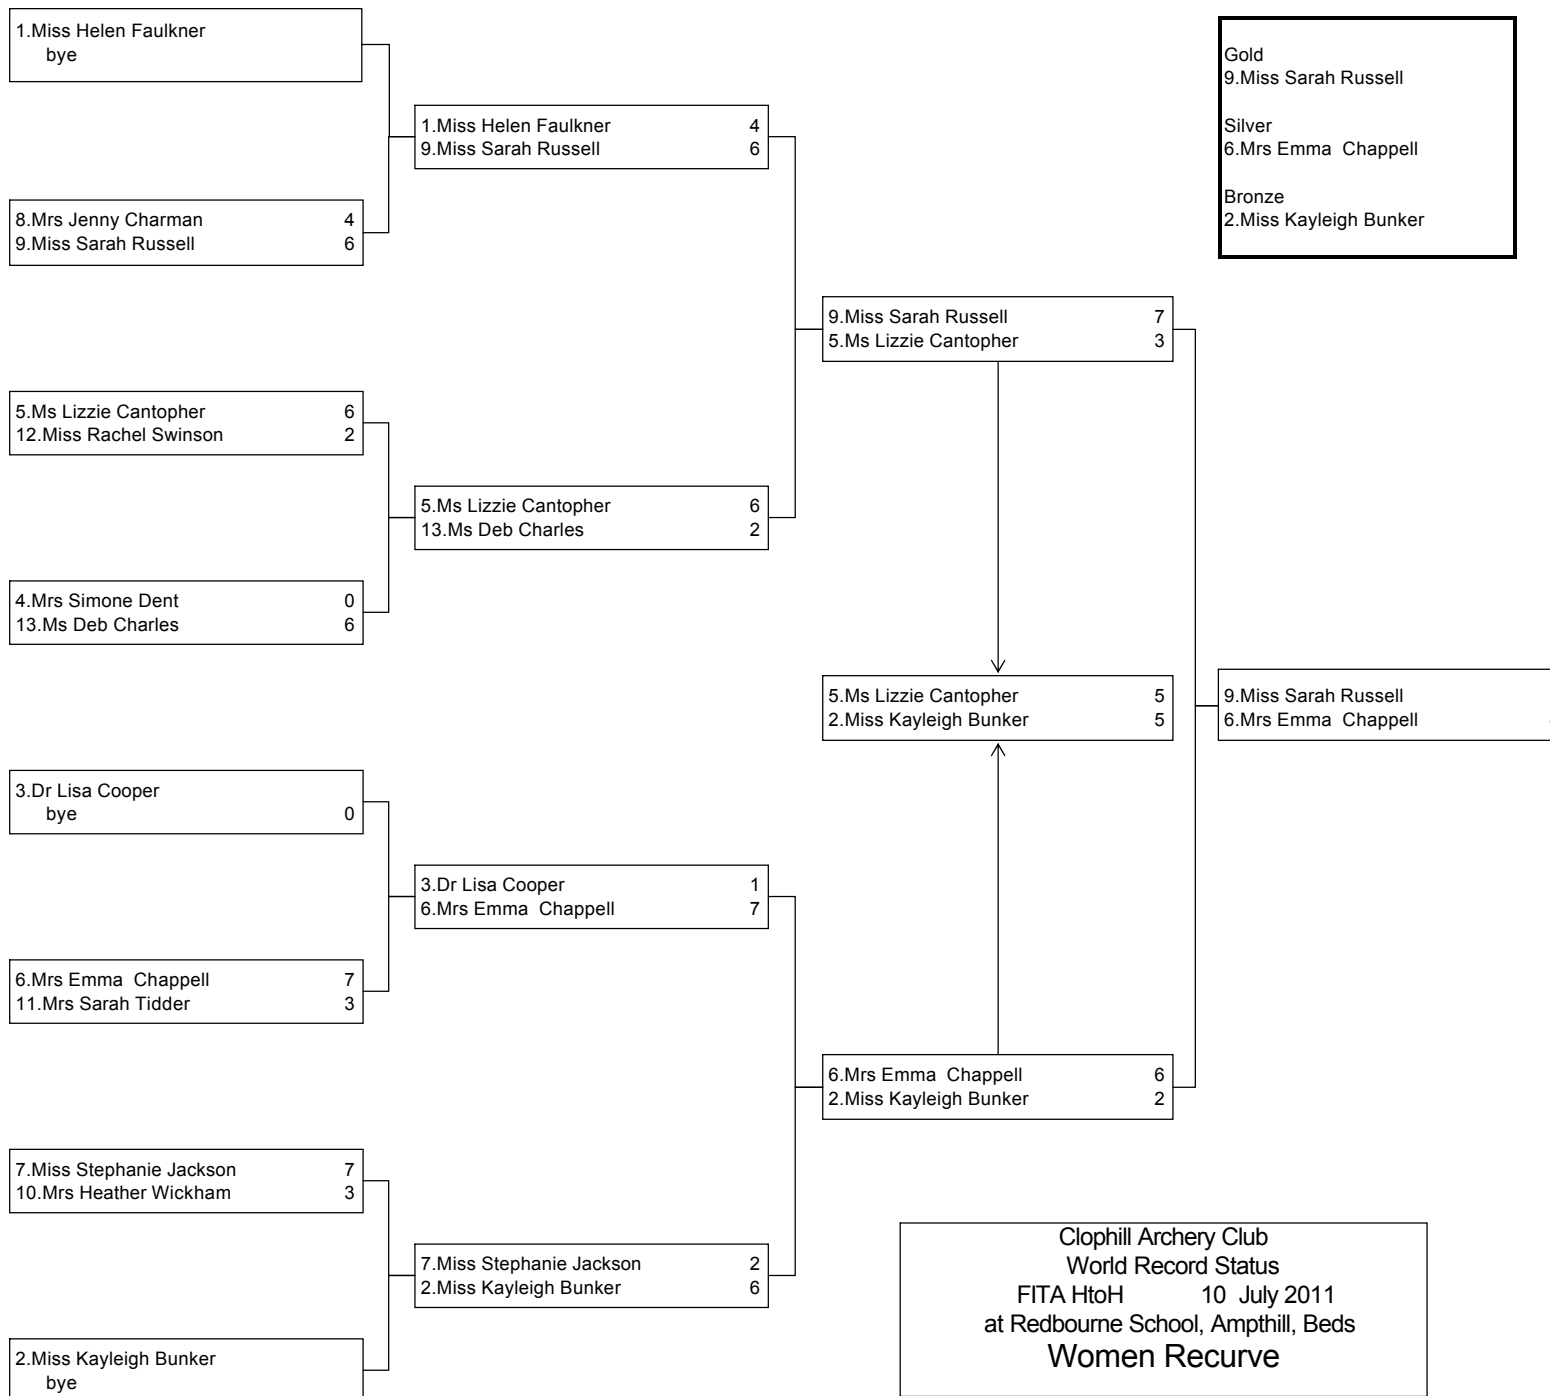 1.Miss Helen Faulkner
bye
8.Mrs Jenny Charman 4
9.Miss Sarah Russell 6
5.Ms Lizzie Cantopher 6
12.Miss Rachel Swinson 2
4.Mrs Simone Dent 0
13.Ms Deb Charles 6
3.Dr Lisa Cooper
bye 0
6.Mrs Emma Chappell 7
11.Mrs Sarah Tidder 3
7.Miss Stephanie Jackson 7
10.Mrs Heather Wickham 3
2.Miss Kayleigh Bunker
bye
1.Miss Helen Faulkner 4
9.Miss Sarah Russell 6
5.Ms Lizzie Cantopher 6
13.Ms Deb Charles 2
3.Dr Lisa Cooper 1
6.Mrs Emma Chappell 7
7.Miss Stephanie Jackson 2
2.Miss Kayleigh Bunker 6
9.Miss Sarah Russell 7
5.Ms Lizzie Cantopher 3
5.Ms Lizzie Cantopher 5
2.Miss Kayleigh Bunker 5
6.Mrs Emma Chappell 6
2.Miss Kayleigh Bunker 2
9.Miss Sarah Russell
6.Mrs Emma Chappell
Gold
9.Miss Sarah Russell
Silver
6.Mrs Emma Chappell
Bronze
2.Miss Kayleigh Bunker
Clophill Archery Club
World Record Status
FITA HtoH 10 July 2011
at Redbourne School, Ampthill, Beds
Women Recurve